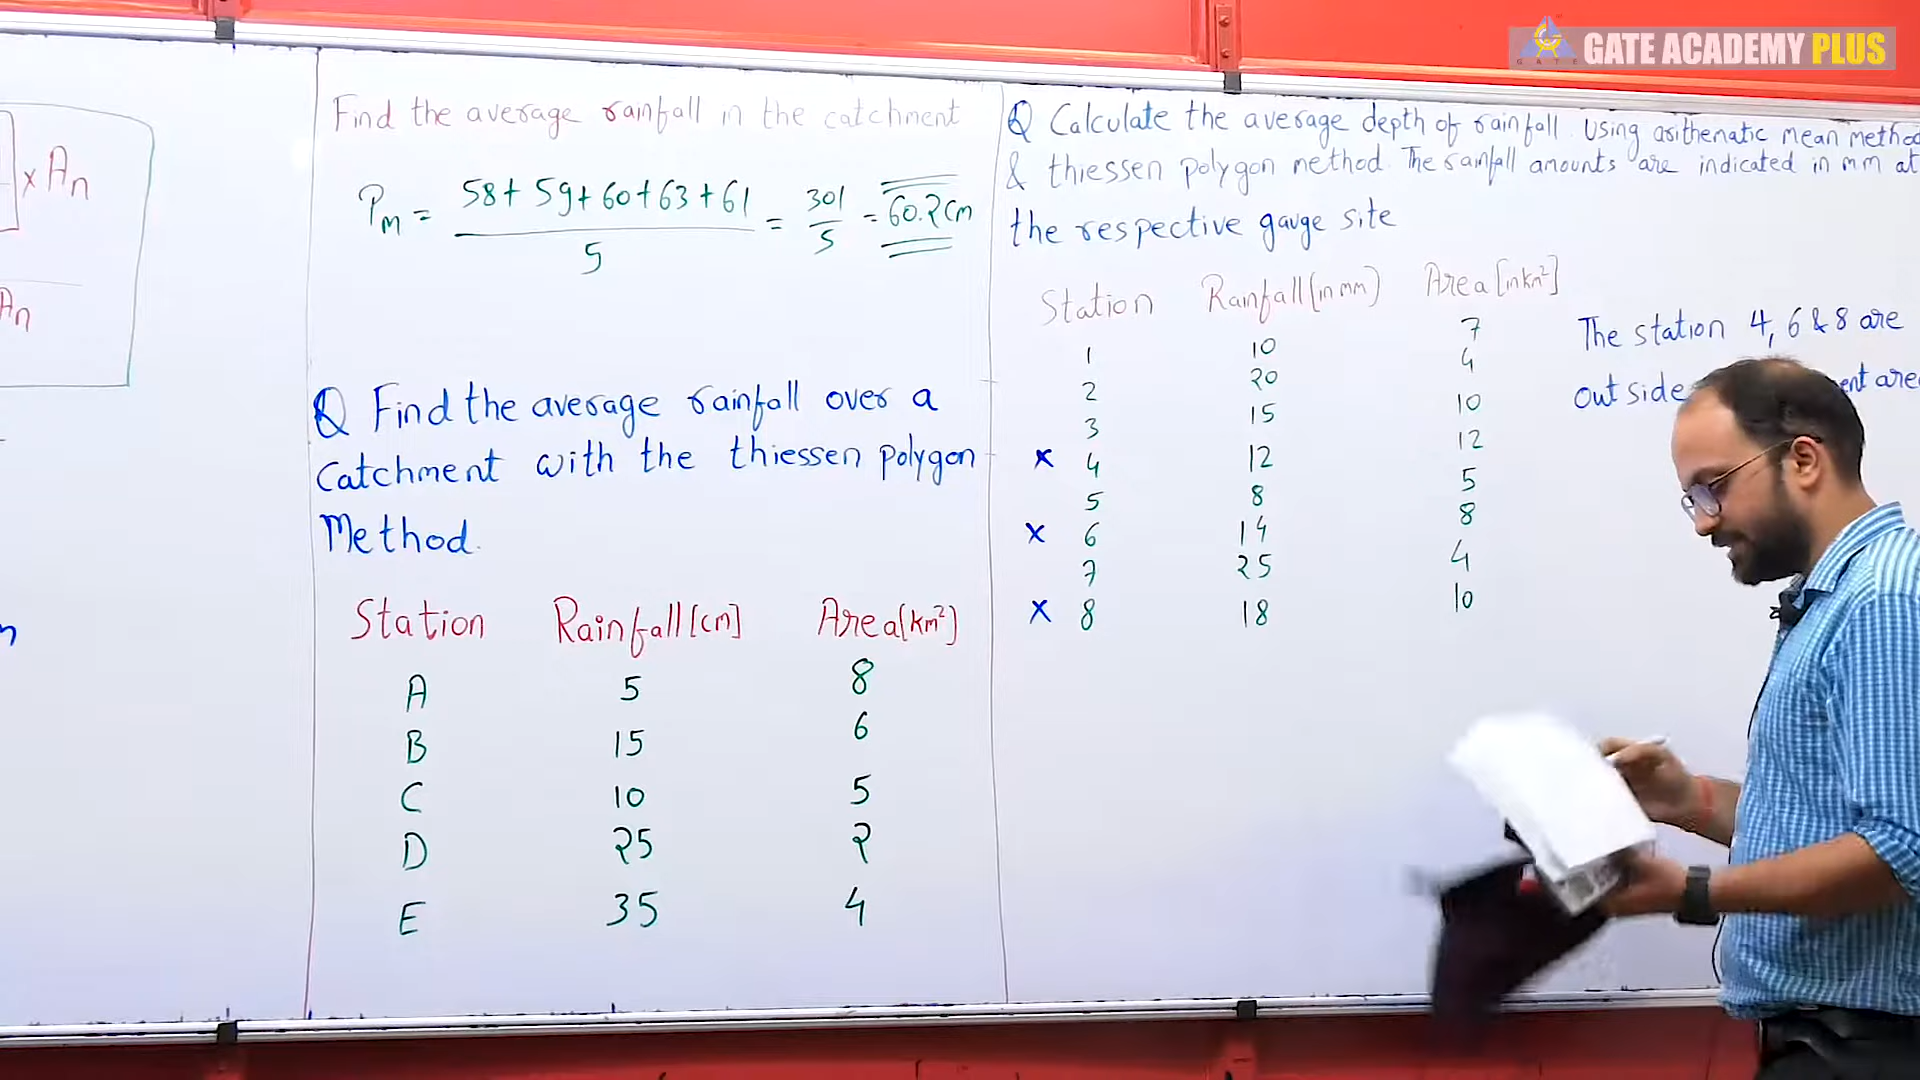 GATE ACADEMY PLUS
GATE
x An
An
Find the average rainfall in the catchment
Pm = 58+ 59+ 60+ 63 + 61 / 5 = 301 / 5 = 60.2 cm
Q Find the average rainfall over a
catchment with the thiessen polygon
Method.
Station Rainfall [cm] Area [km²]
A 5 8
B 15 6
C 10 5
D 25 2
E 35 4
Q Calculate the average depth of rainfall. Using arithenatic mean method
& thiessen polygon method. The rainfall amounts are indicated in mm at
the respective gauge site
Station Rainfall [in mm) Area [in km²]
1 10 7
2 20 4
3 15 10
x 4 12 12
5 8 5
x 6 14 8
7 25 4
x 8 18 10
The station 4, 6 & 8 are
out side